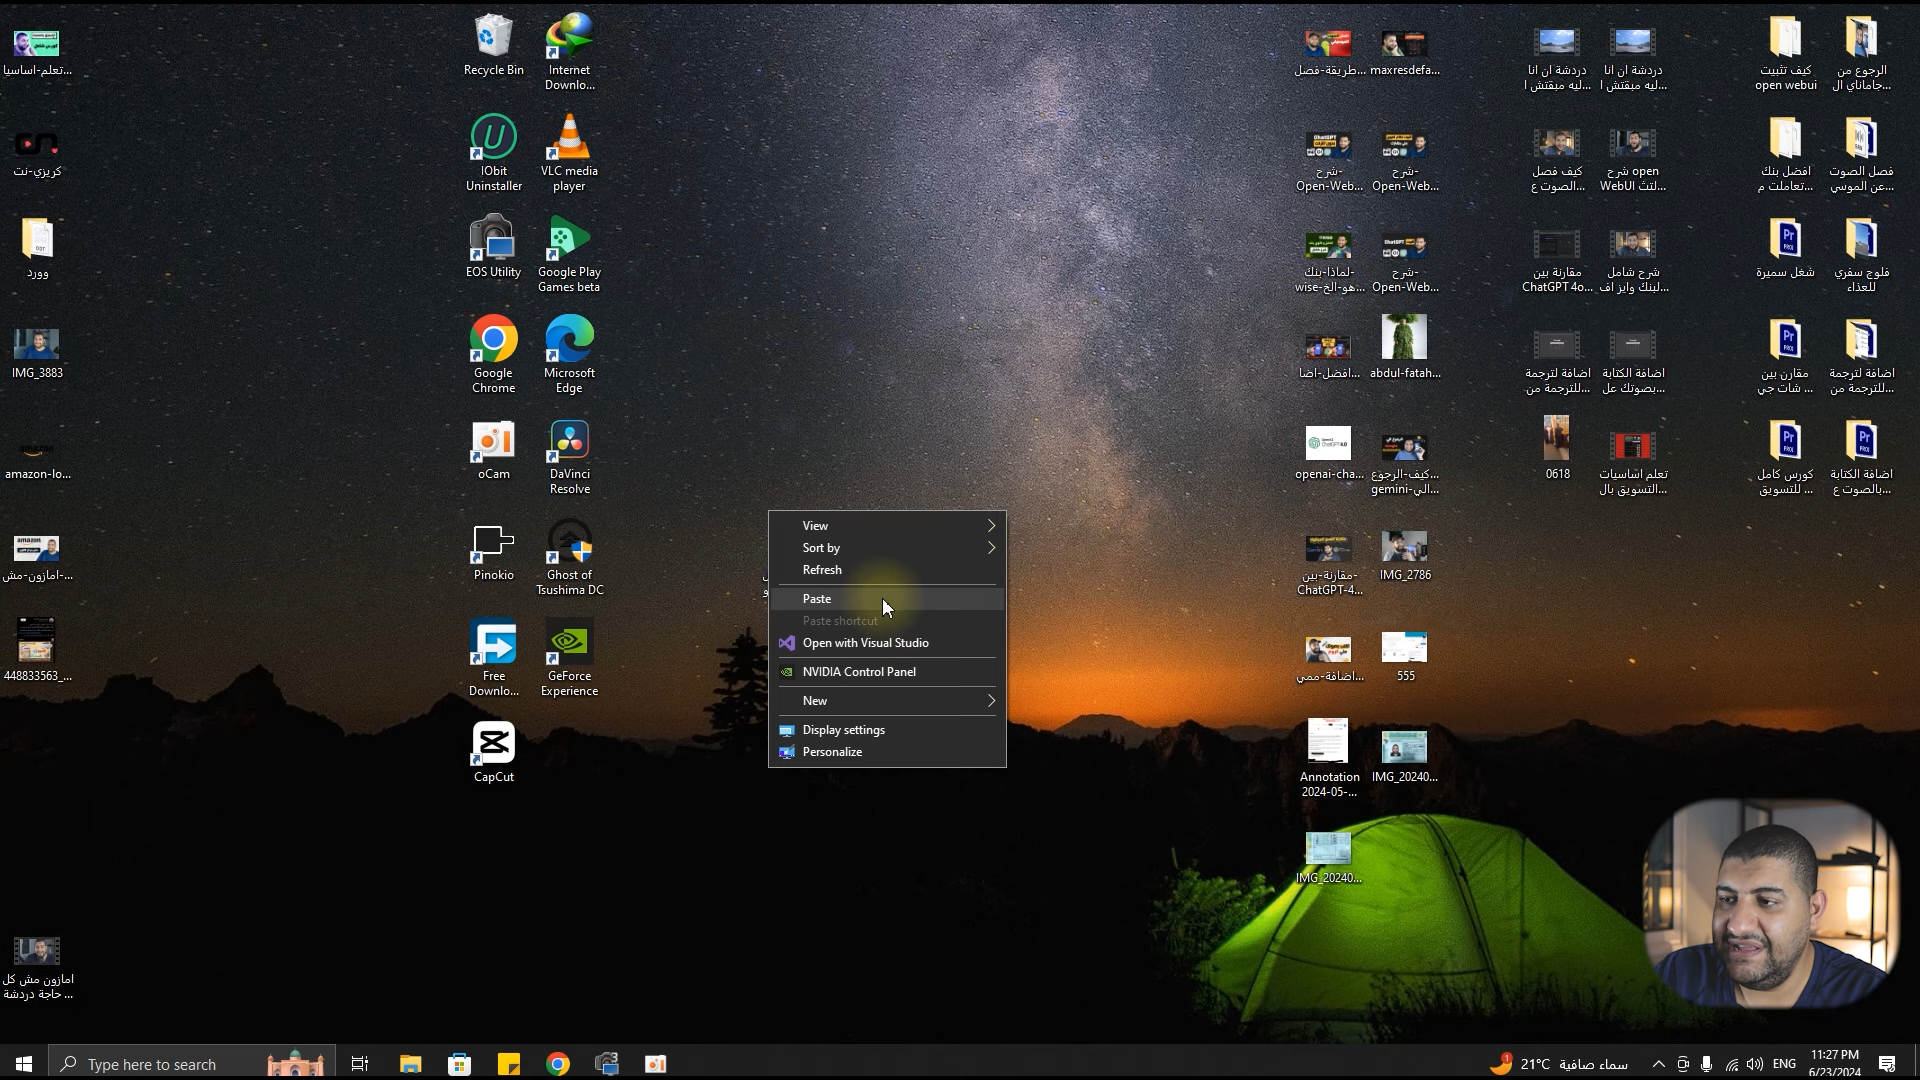 تعلم-اساسيا...
كريزي-نت
وورد
IMG_3883
amazon-lo...
امازون-مش-...
448833563_...
امازون مش كل
حاجة دردشة ...
Recycle Bin
Internet
Downlo...
IObit
Uninstaller
VLC media
player
EOS Utility
Google Play
Games beta
Google
Chrome
Microsoft
Edge
oCam
DaVinci
Resolve
Pinokio
Ghost of
Tsushima DC
Free
Downlo...
GeForce
Experience
CapCut
View
Sort by
Refresh
Paste
Paste shortcut
Open with Visual Studio
NVIDIA Control Panel
New
Display settings
Personalize
طريقة-فصل...
maxresdefa...
شرح-
Open-Web...
شرح-
Open-Web...
لماذا-بنك-
wise-هو-الخ...
شرح-
Open-Web...
افضل-اضا...
abdul-fatah...
openai-cha...
كيف-الرجوع...
الي-gemini...
مقارنة-بين-
ChatGPT-4...
IMG_2786
اضافة-ممي...
555
Annotation
2024-05-...
IMG_20240...
IMG_20240...
دردشة ان انا
ليه مبقتش ا...
دردشة ان انا
ليه مبقتش ا...
كيف فصل
الصوت ع...
شرح open
WebUI لتث...
مقارنة بين
ChatGPT 4o...
شرح شامل
لبنك وايز اف...
اضافة لترجمة
للترجمة من...
اضافة الكتابة
بصوتك عل...
0618
تعلم اساسيات
التسويق بال...
كيف تثبيت
open webui
الرجوع من
جاماناي ال...
افضل بنك
تعاملت م...
فصل الصوت
عن الموسي...
شغل سميرة
فلوج سفري
للغذاء
مقارن بين
شات جي ...
اضافة لترجمة
للترجمة من...
كورس كامل
للتسويق ...
اضافة الكتابة
بالصوت ع...
Type here to search
21°C سماء صافية
ENG
11:27 PM
6/23/2024